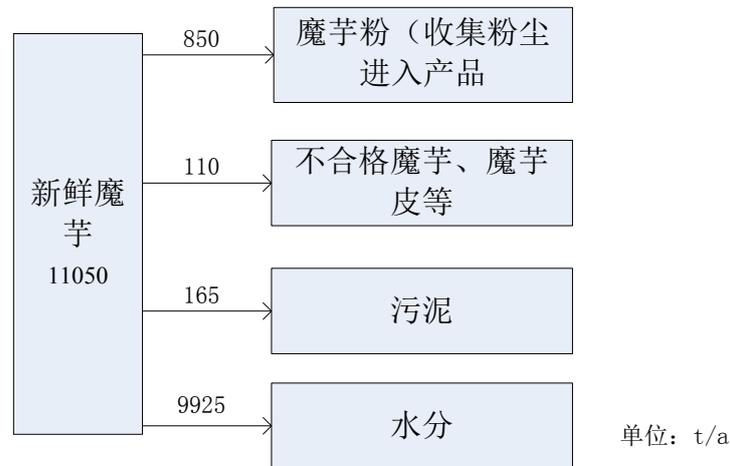 850
魔芋粉（收集粉尘
进入产品
110
不合格魔芋、魔芋
皮等
新鲜魔
芋
11050
165
污泥
9925
水分
单位：t/a